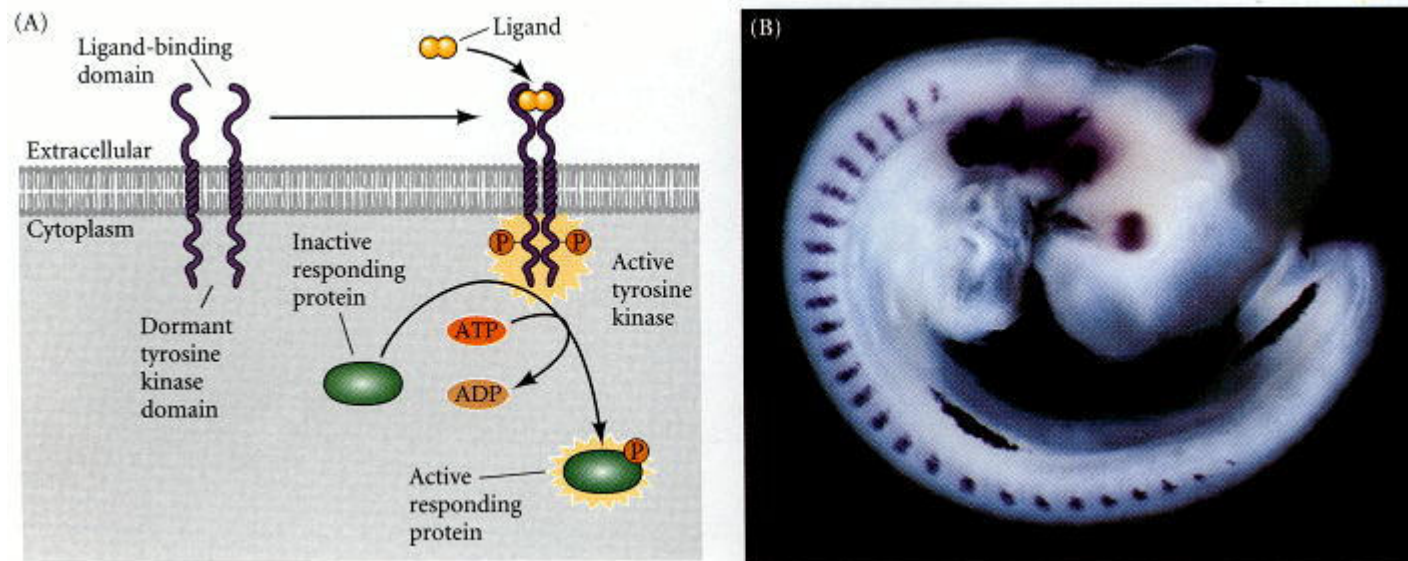 (A)
Ligand-binding
domain
Ligand
Extracellular
Cytoplasm
Inactive
responding
protein
P
P
Active
tyrosine
kinase
Dormant
tyrosine
kinase
domain
ATP
ADP
P
Active
responding
protein
(B)